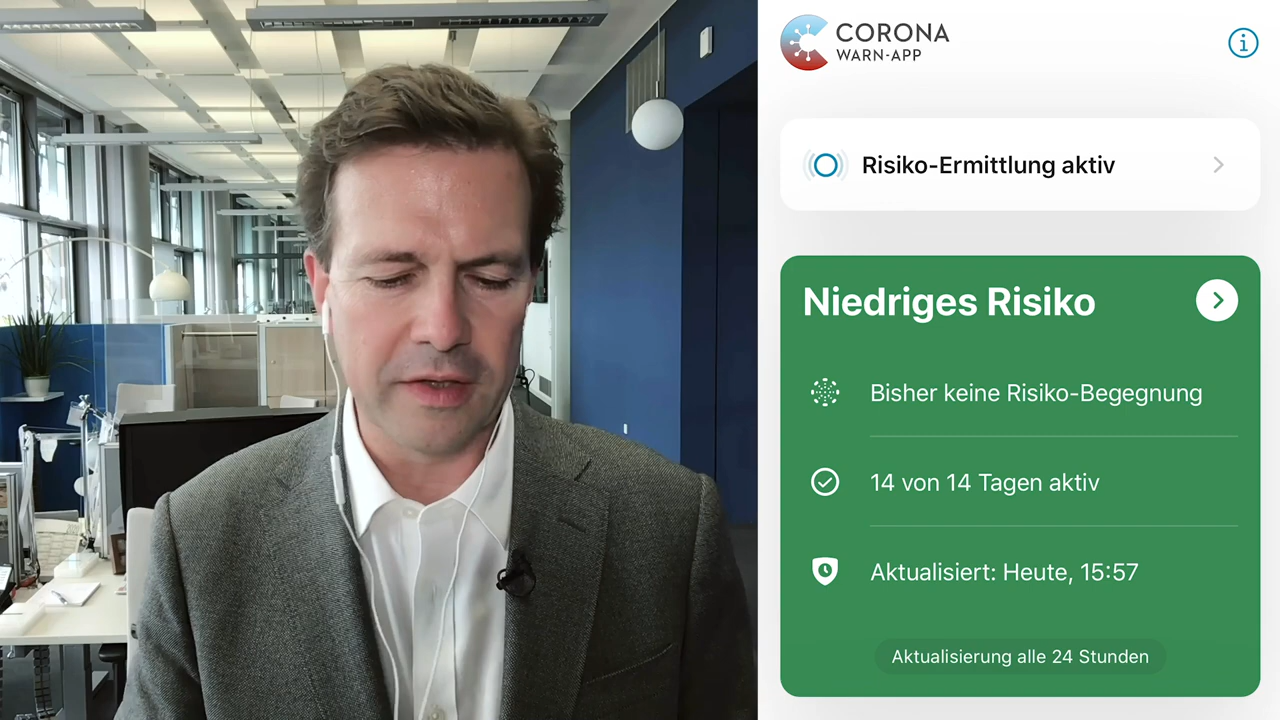 CORONA
WARN-APP
Risiko-Ermittlung aktiv
Niedriges Risiko
Bisher keine Risiko-Begegnung
14 von 14 Tagen aktiv
Aktualisiert: Heute, 15:57
Aktualisierung alle 24 Stunden